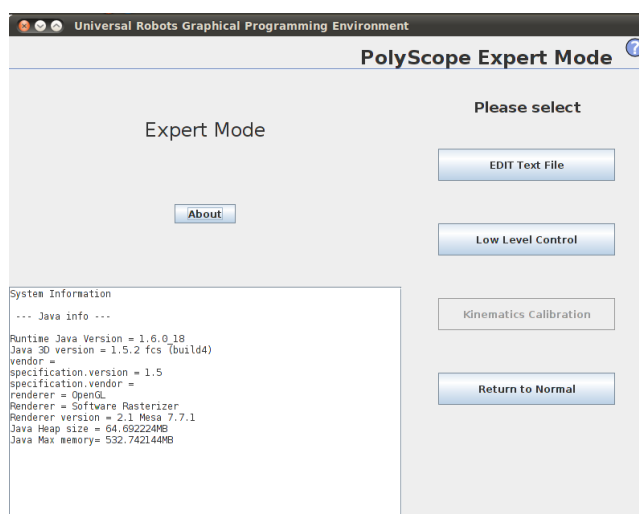 Universal Robots Graphical Programming Environment
PolyScope Expert Mode
?
Please select
Expert Mode
EDIT Text File
About
Low Level Control
System Information
--- Java info ---
Runtime Java Version = 1.6.0_18
Java 3D version = 1.5.2 fcs (build4)
vendor =
specification.version = 1.5
specification.vendor =
renderer = OpenGL
Renderer = Software Rasterizer
Renderer version = 2.1 Mesa 7.7.1
Java Heap size = 64.692224MB
Java Max memory= 532.742144MB
Kinematics Calibration
Return to Normal